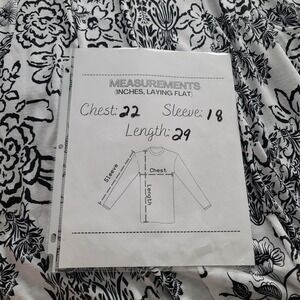 MEASUREMENTS
(INCHES, LAYING FLAT)
Chest: 22 Sleeve: 18
Length: 29
Sleeve
Chest
Length